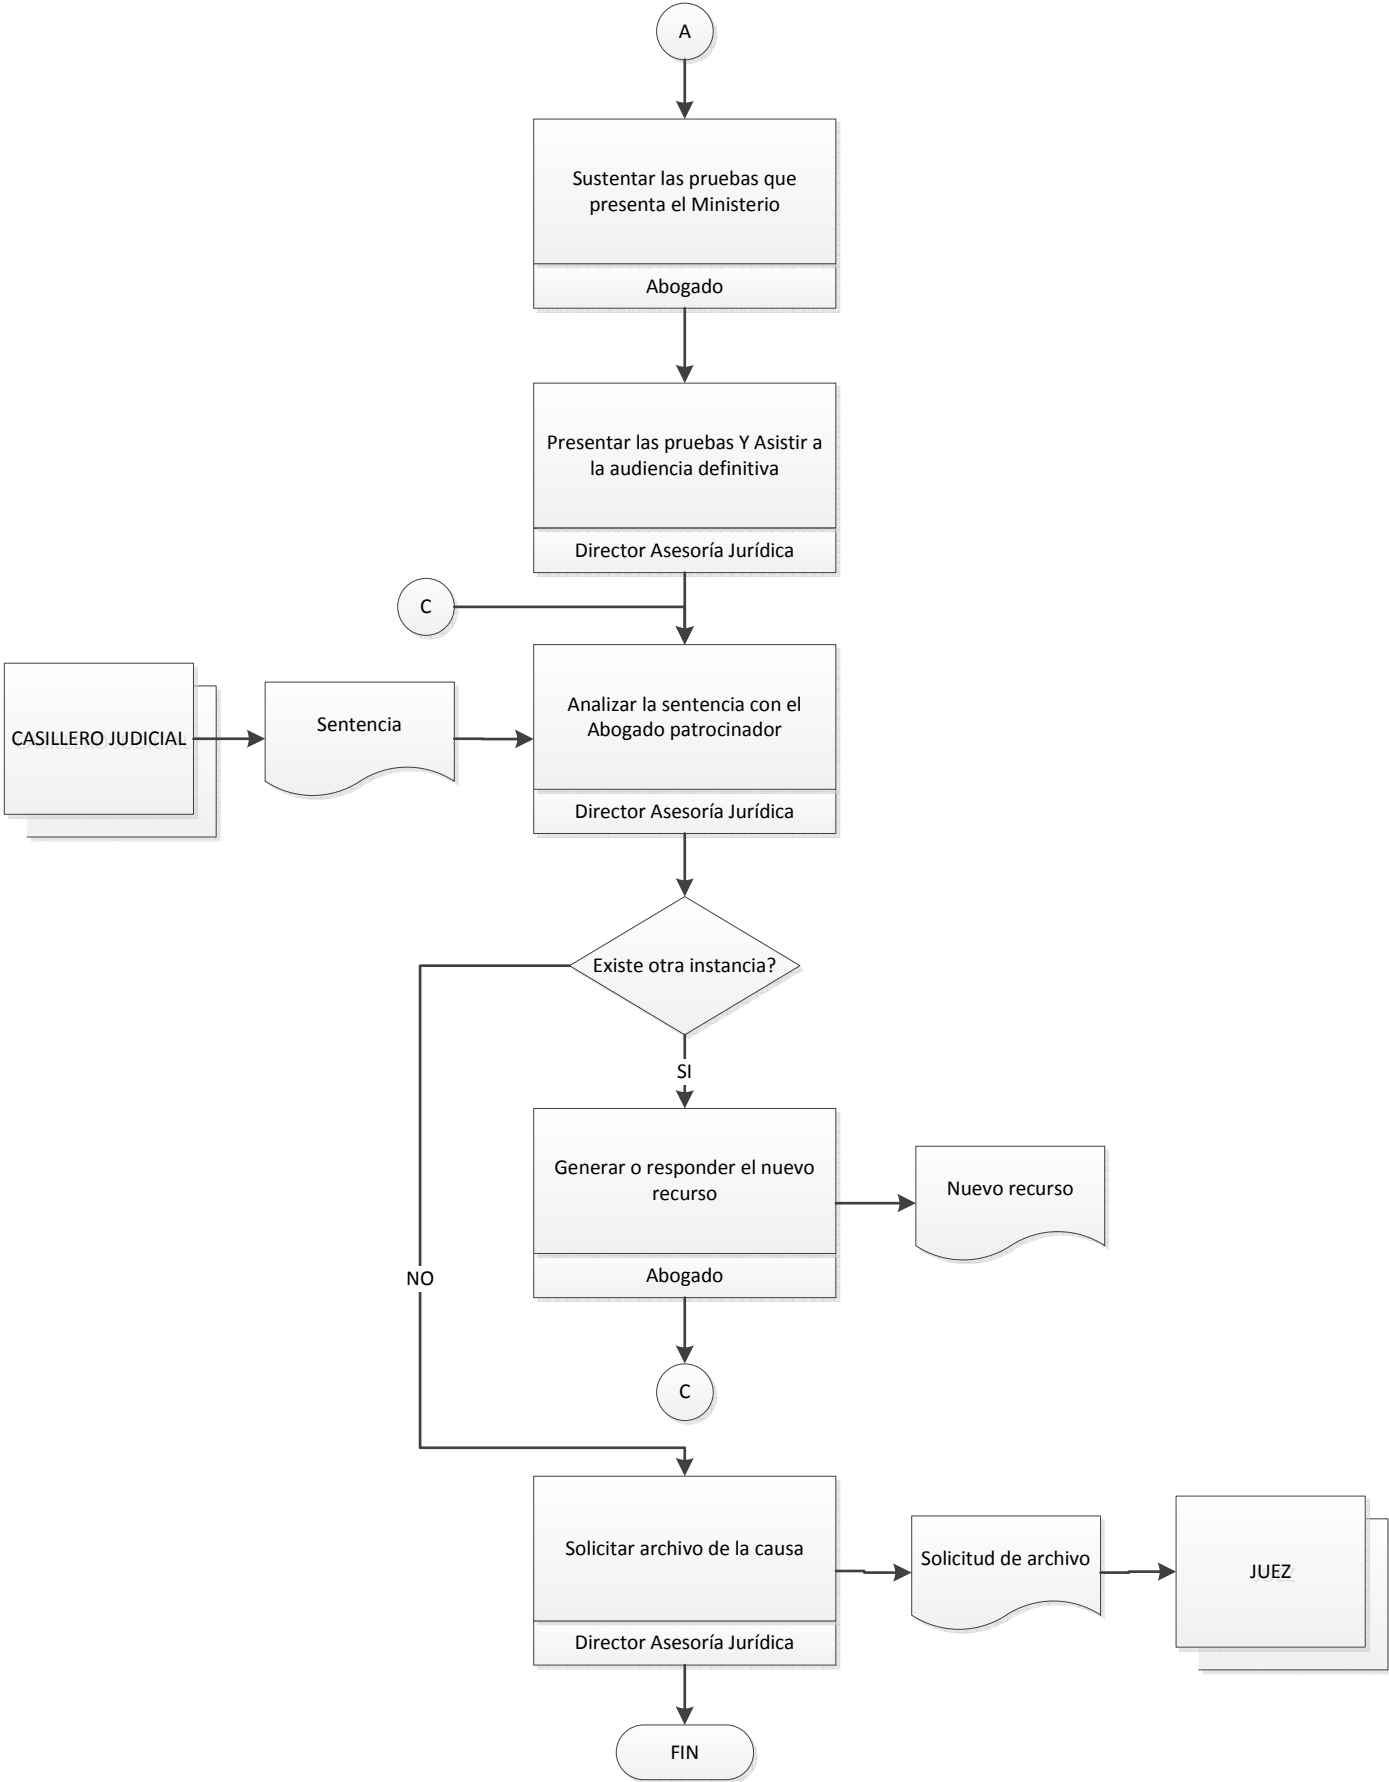 A
Sustentar las pruebas que
presenta el Ministerio
Abogado
Presentar las pruebas Y Asistir a
la audiencia definitiva
Director Asesoría Jurídica
C
CASILLERO JUDICIAL
Sentencia
Analizar la sentencia con el
Abogado patrocinador
Director Asesoría Jurídica
Existe otra instancia?
SI
Generar o responder el nuevo
recurso
Abogado
Nuevo recurso
NO
C
Solicitar archivo de la causa
Director Asesoría Jurídica
Solicitud de archivo
JUEZ
FIN